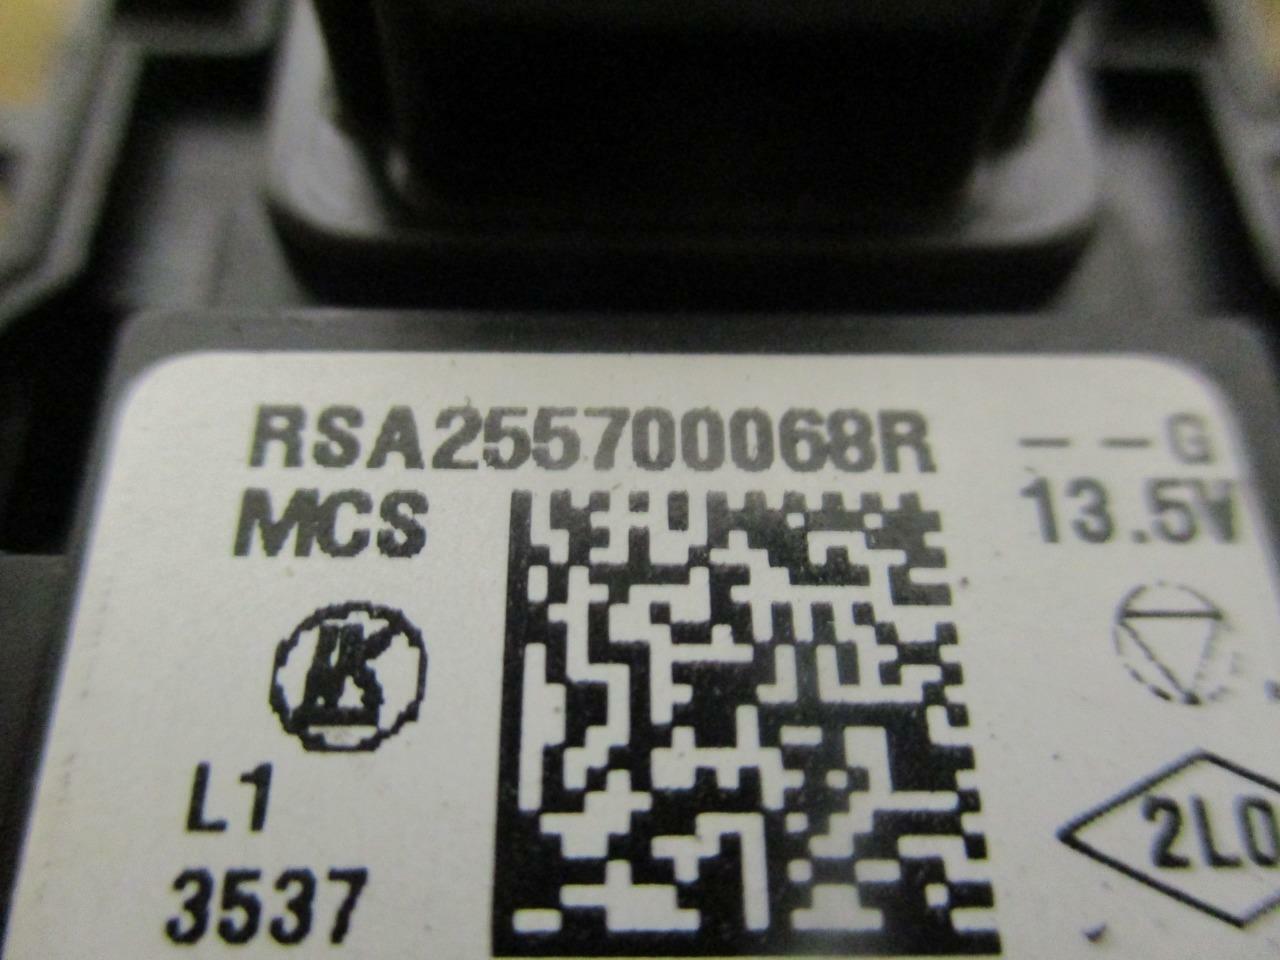 RSA255700068R
--G
MCS
13.5V
K
L1
2L0
3537